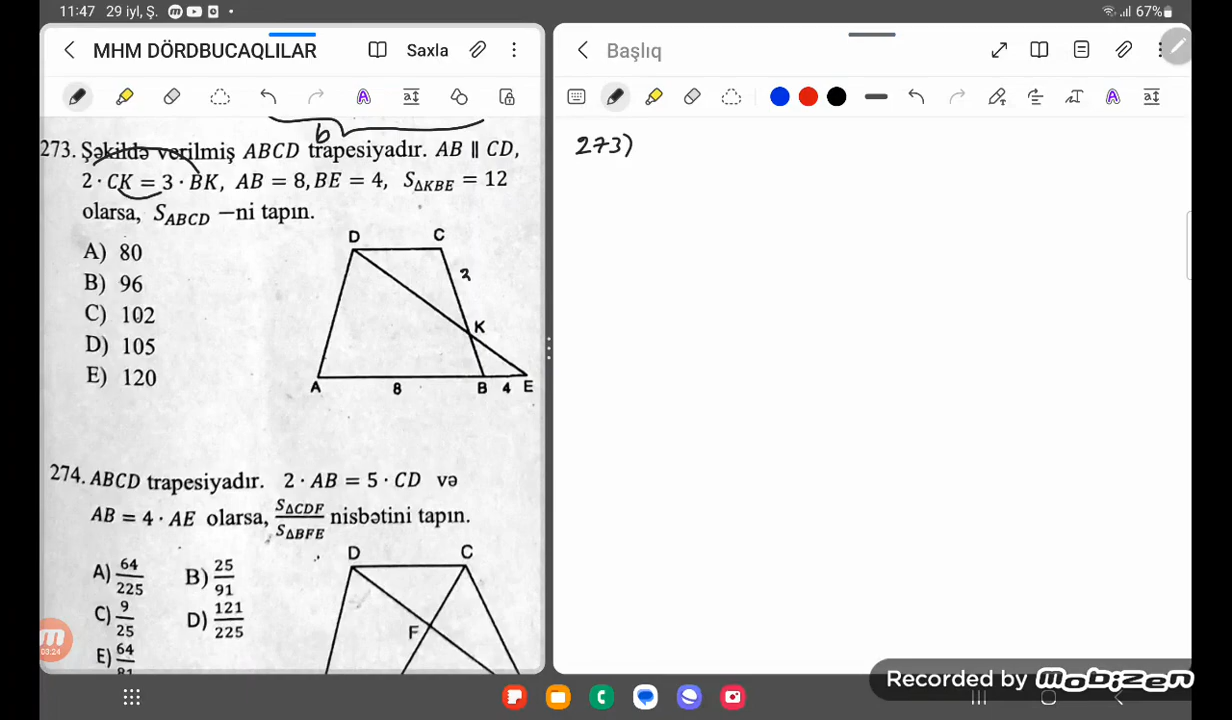 11:47 29 iyl, Ş. 67%
MHM DÖRDBUCAQLILAR Saxla
Başlıq
b
273. Şəkildə verilmiş ABCD trapesiyadır. AB ∥ CD,
2 · CK = 3 · BK, AB = 8, BE = 4, S△KBE = 12
olarsa, SABCD −ni tapın.
A) 80
B) 96
C) 102
D) 105
E) 120
D C
3
K
A 8 B 4 E
274. ABCD trapesiyadır. 2 · AB = 5 · CD və
AB = 4 · AE olarsa, S△CDF/S△BFE nisbətini tapın.
A) 64/225 B) 25/91
C) 9/25 D) 121/225
E) 64/81
D C
F
273)
03:24
Recorded by mobizen